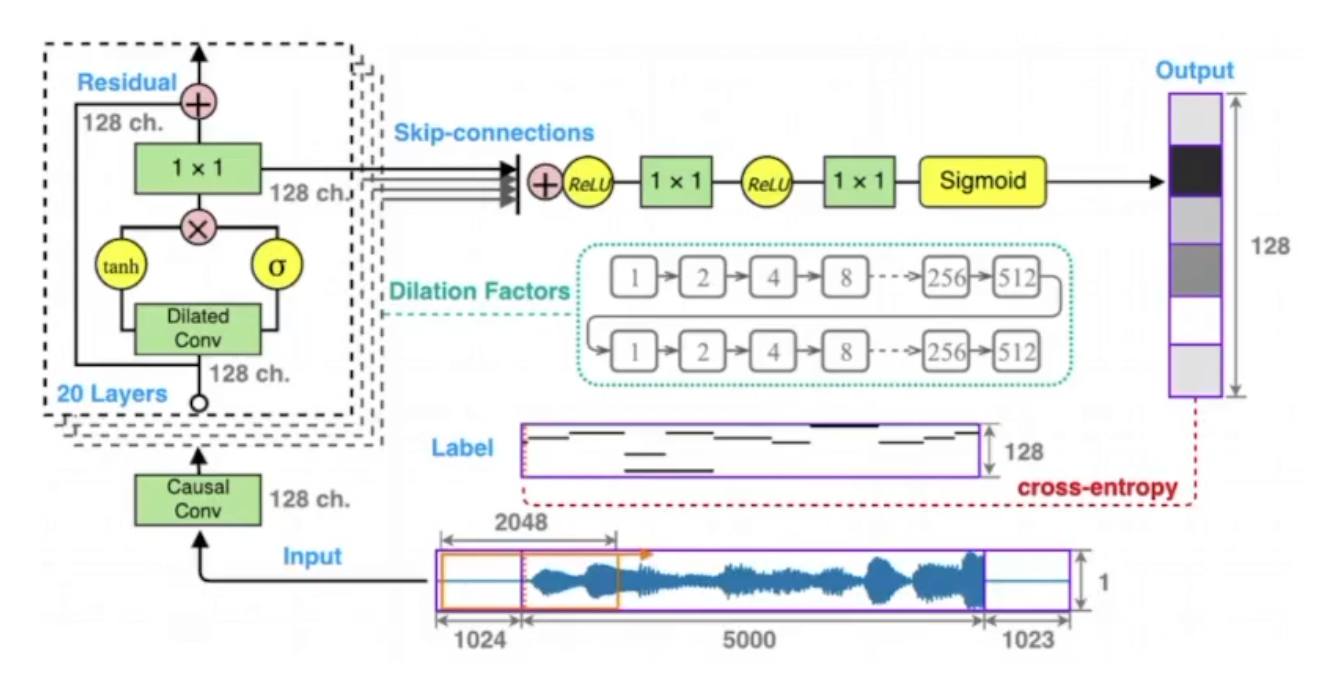 Residual
+
128 ch.
1 × 1
128 ch.
×
tanh
σ
Dilated
Conv
128 ch.
20 Layers
Causal
Conv
128 ch.
Input
Skip-connections
+
ReLU
1 × 1
ReLU
1 × 1
Sigmoid
Output
128
Dilation Factors
1 2 4 8 256 512
1 2 4 8 256 512
Label
128
cross-entropy
2048
1
1024
5000
1023